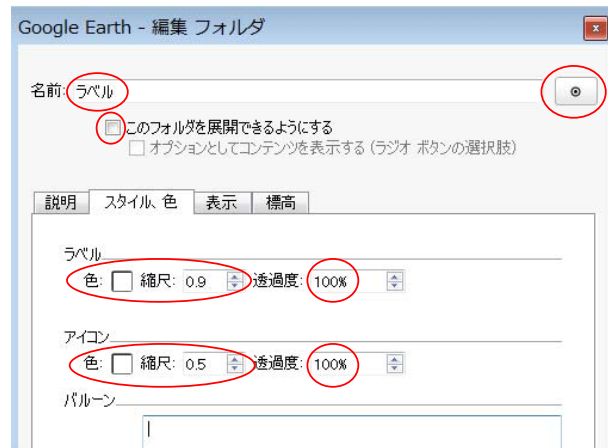 Google Earth - 編集 フォルダ
名前: ラベル
このフォルダを展開できるようにする
オプションとしてコンテンツを表示する (ラジオ ボタンの選択肢)
説明 スタイル、色 表示 標高
ラベル
色: 縮尺: 0.9 透過度: 100%
アイコン
色: 縮尺: 0.5 透過度: 100%
バルーン